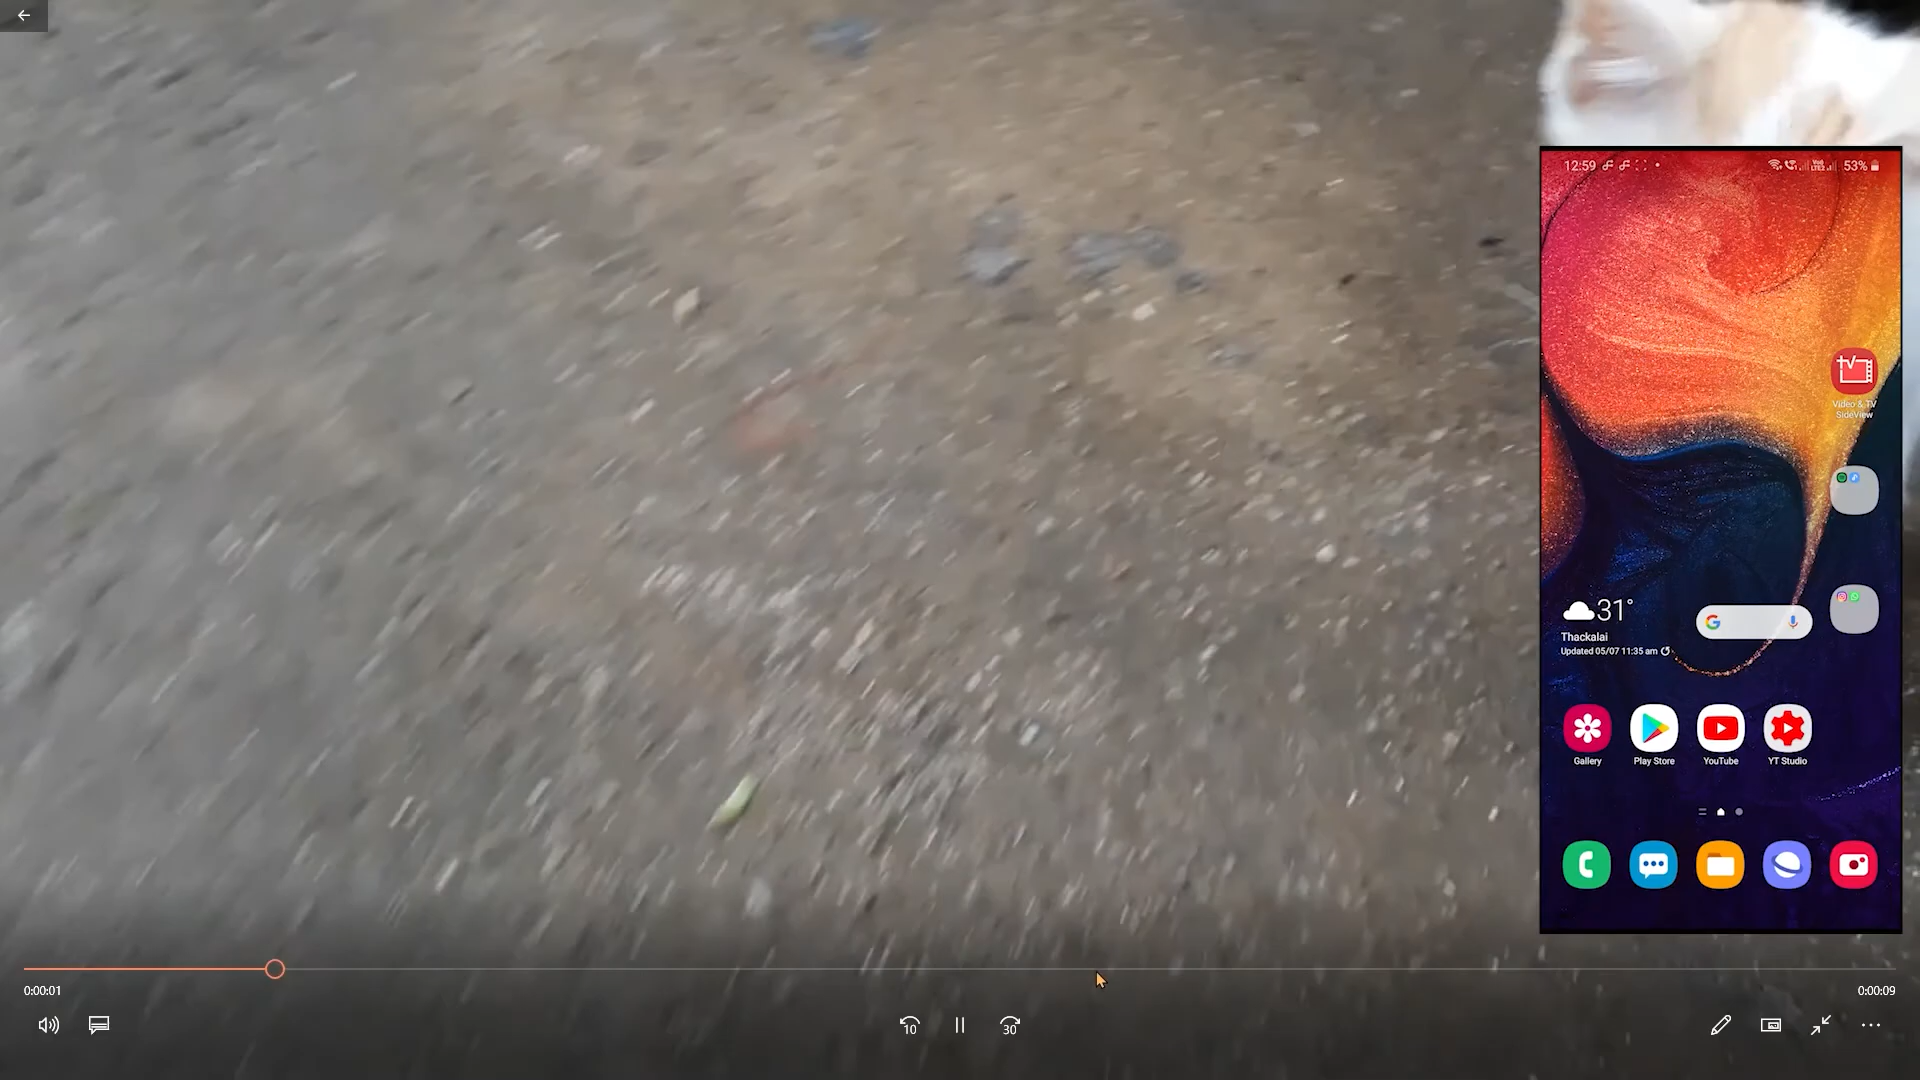 12:59
53%
Video & TV
SideView
31°
Thackalai
Updated 05/07 11:35 am
Gallery
Play Store
YouTube
YT Studio
0:00:01
0:00:09
10
30